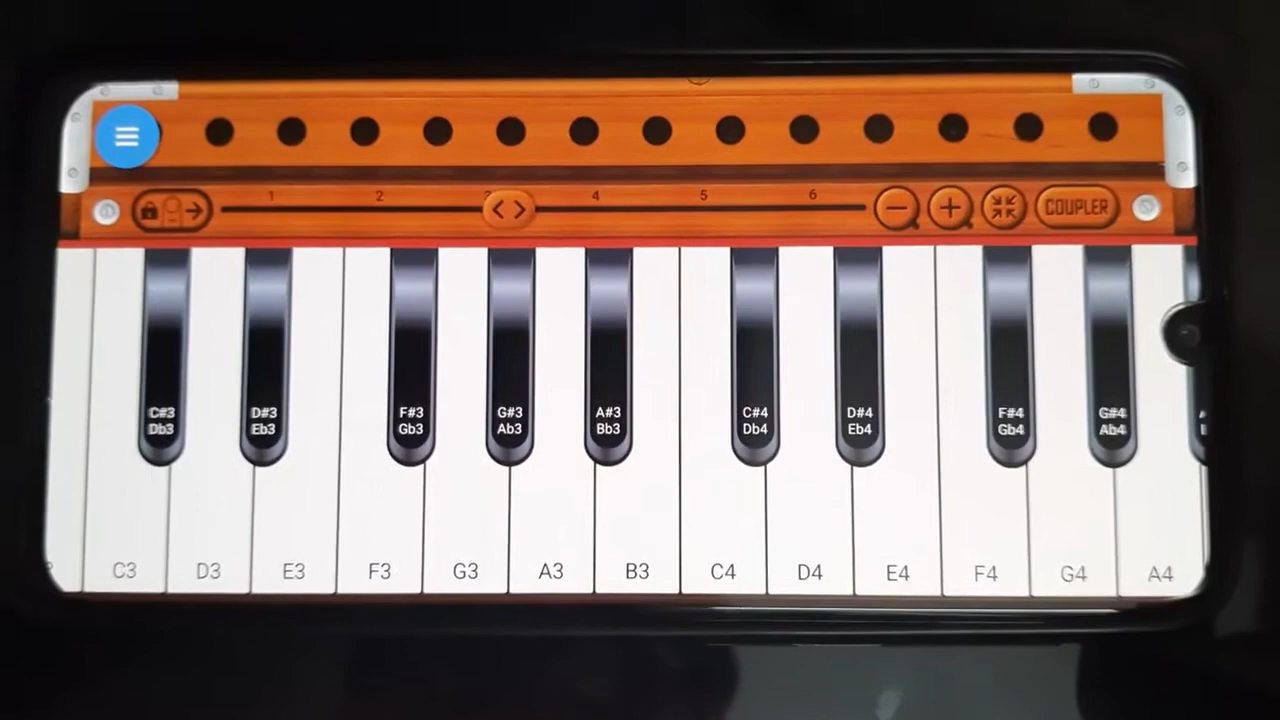 1 2 3 4 5 6
COUPLER
C#3 D#3 F#3 G#3 A#3 C#4 D#4 F#4 G#4
Db3 Eb3 Gb3 Ab3 Bb3 Db4 Eb4 Gb4 Ab4
C3 D3 E3 F3 G3 A3 B3 C4 D4 E4 F4 G4 A4